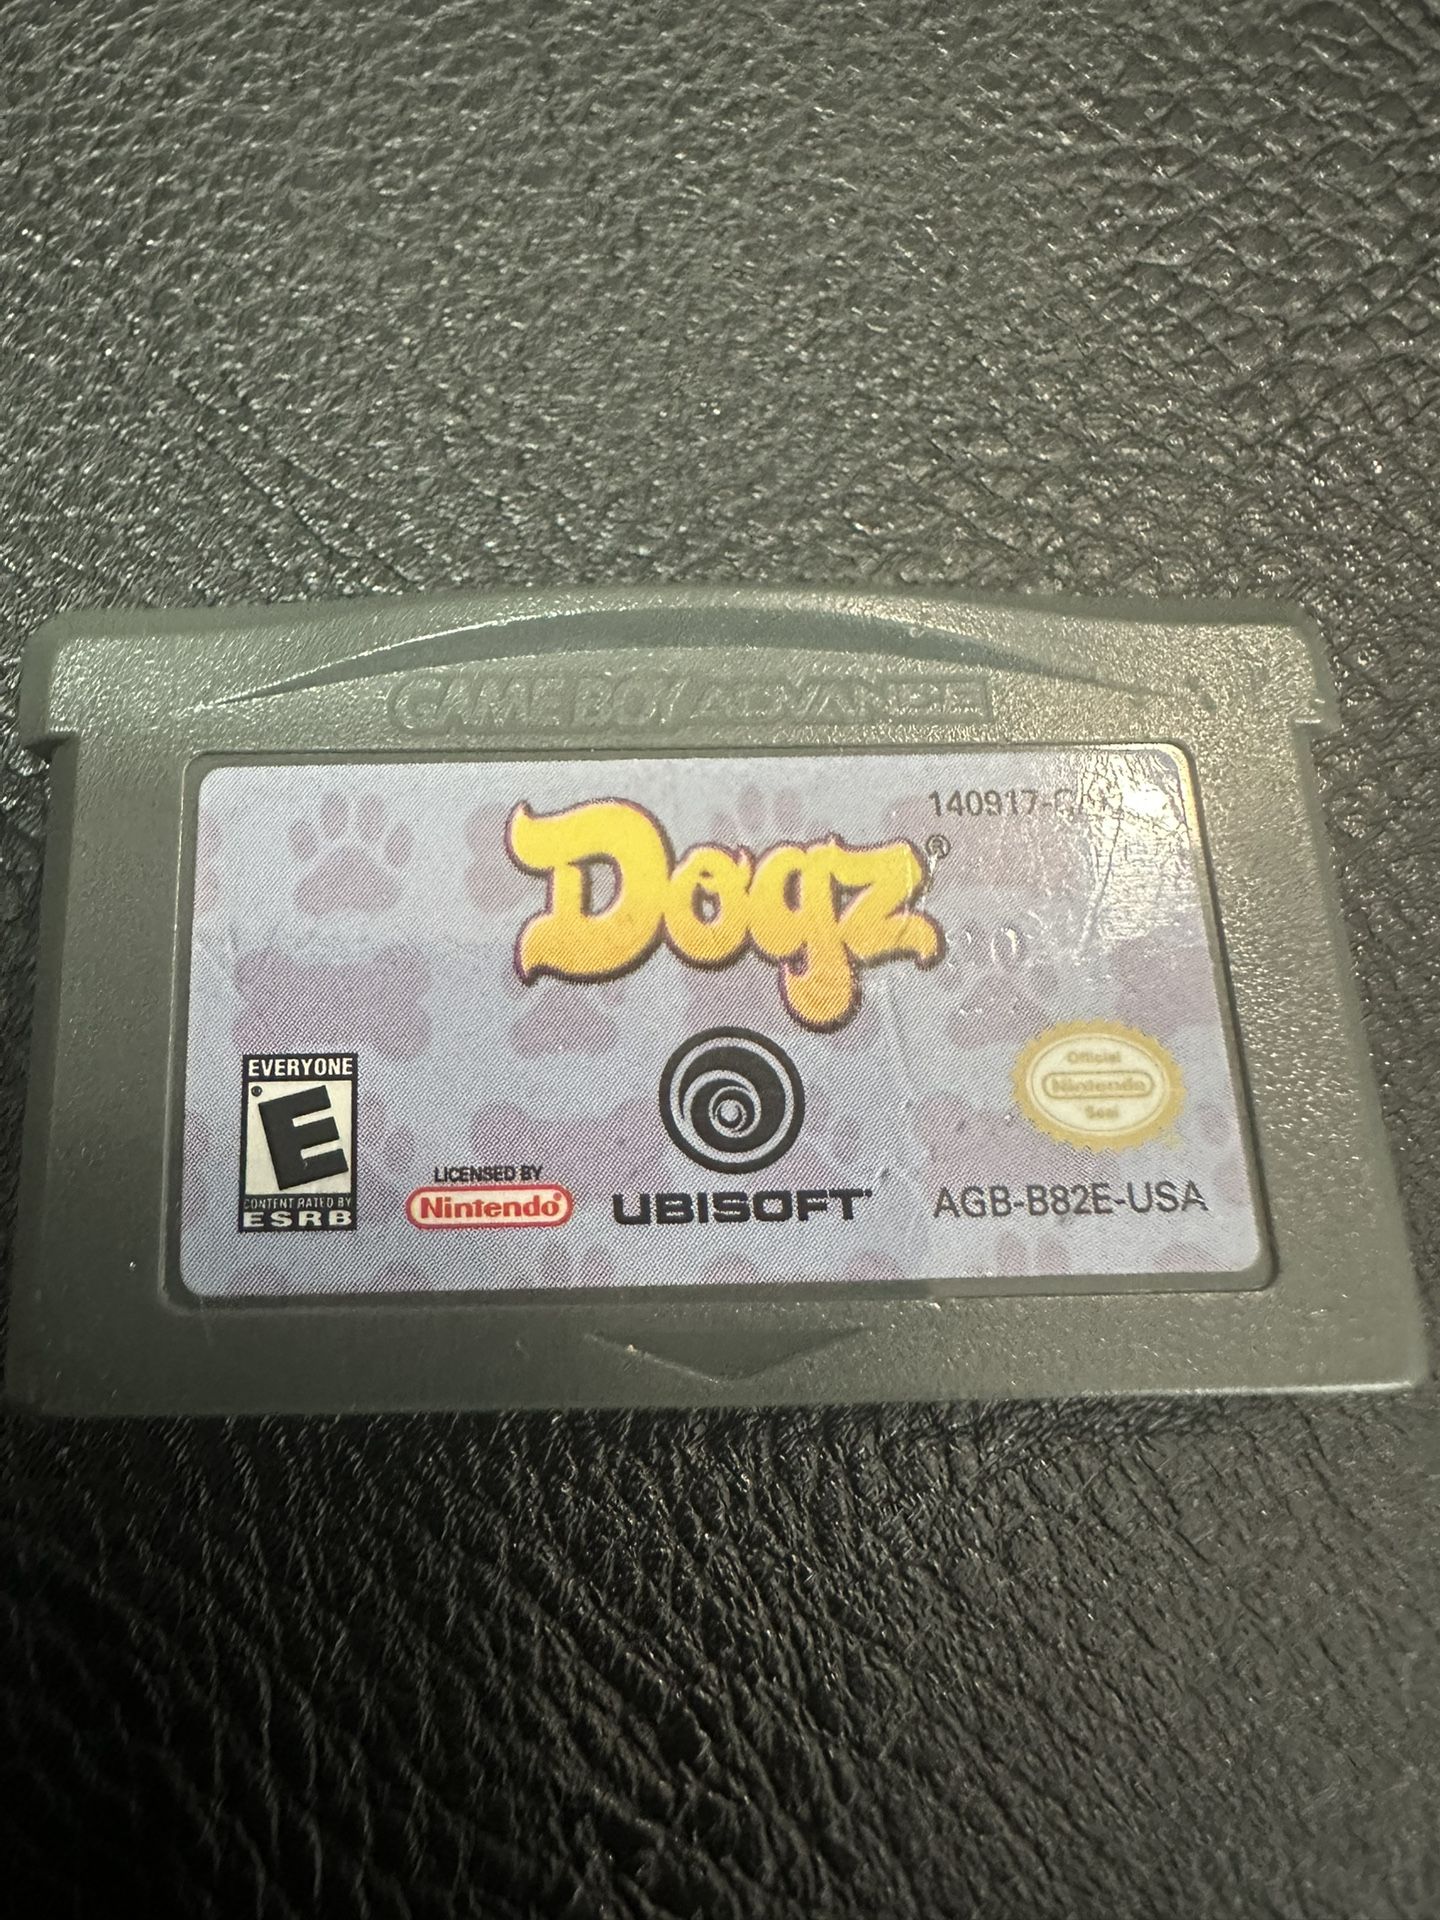 GAME BOY ADVANCE
140917-
Dogz®
EVERYONE
E
CONTENT RATED BY
ESRB
LICENSED BY
Nintendo®
UBISOFT
Official
Nintendo
Seal
AGB-B82E-USA